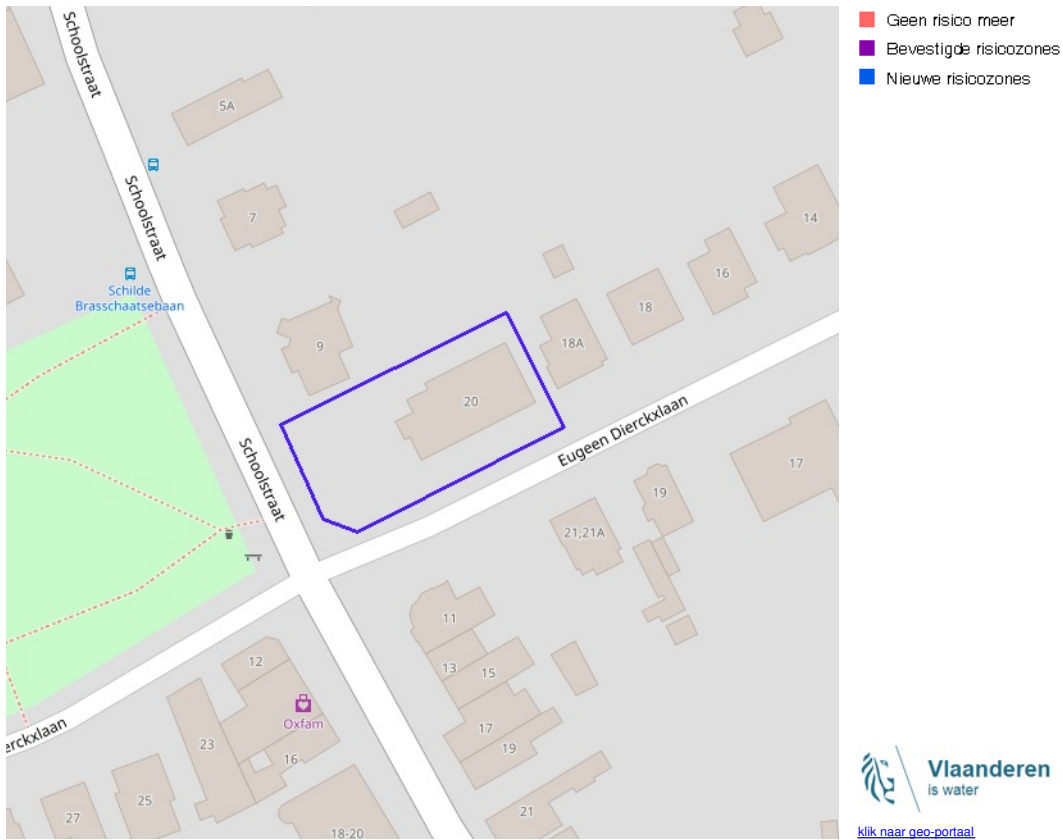 Geen risico meer
Bevestigde risicozones
Nieuwe risicozones
Schoolstraat
5A
Schoolstraat
7
14
16
Schilde
Brasschaatsebaan
18
18A
9
20
Eugeen Dierckxlaan
Schoolstraat
17
19
21,21A
11
12
13
15
Oxfam
17
23
19
16
erckxlaan
25
27
21
18-20
Vlaanderen
is water
klik naar geo-portaal